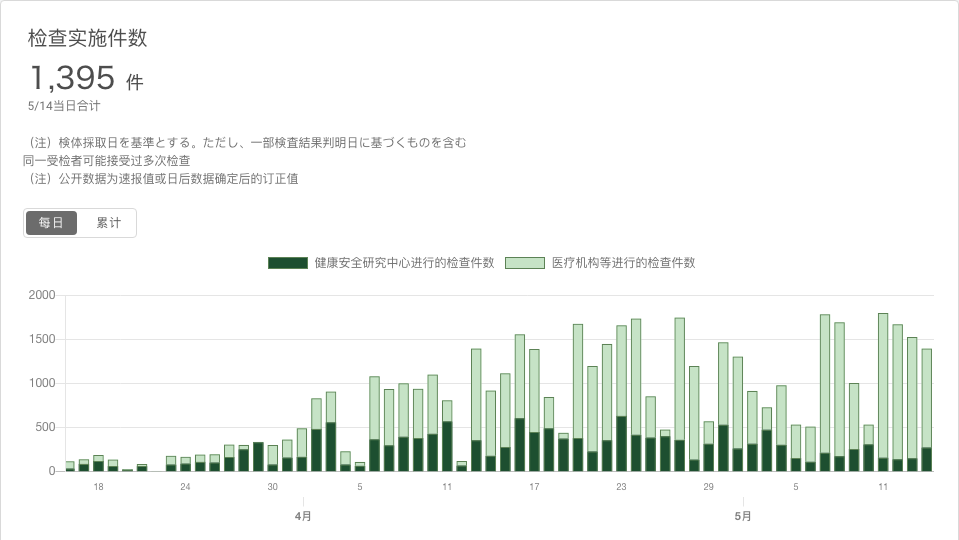 检查实施件数
1,395 件
5/14当日合计
（注）検体採取日を基準とする。ただし、一部検査結果判明日に基づくものを含む
同一受检者可能接受过多次检查
（注）公开数据为速报值或日后数据确定后的订正值
每日 累计
健康安全研究中心进行的检查件数 医疗机构等进行的检查件数
2000
1500
1000
500
0
18 24 30 5 11 17 23 29 5 11
4月 5月